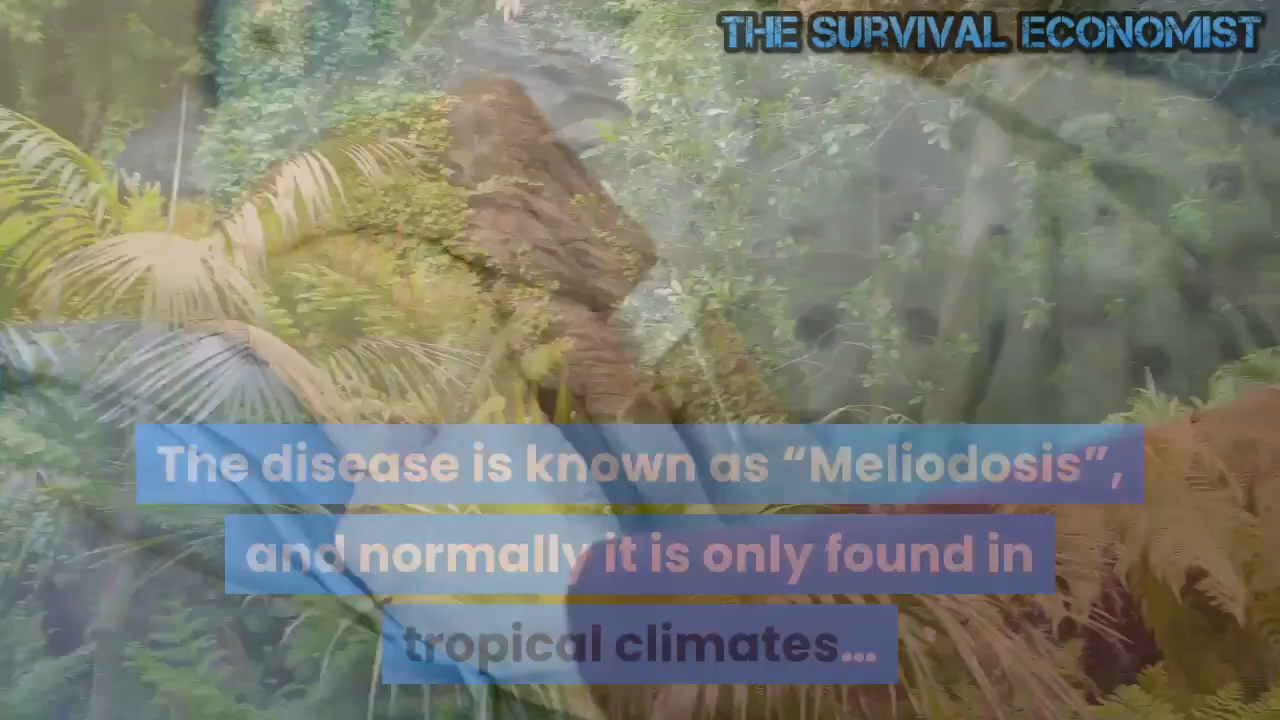 THE SURVIVAL ECONOMIST
The disease is known as “Meliodosis”,
and normally it is only found in
tropical climates...